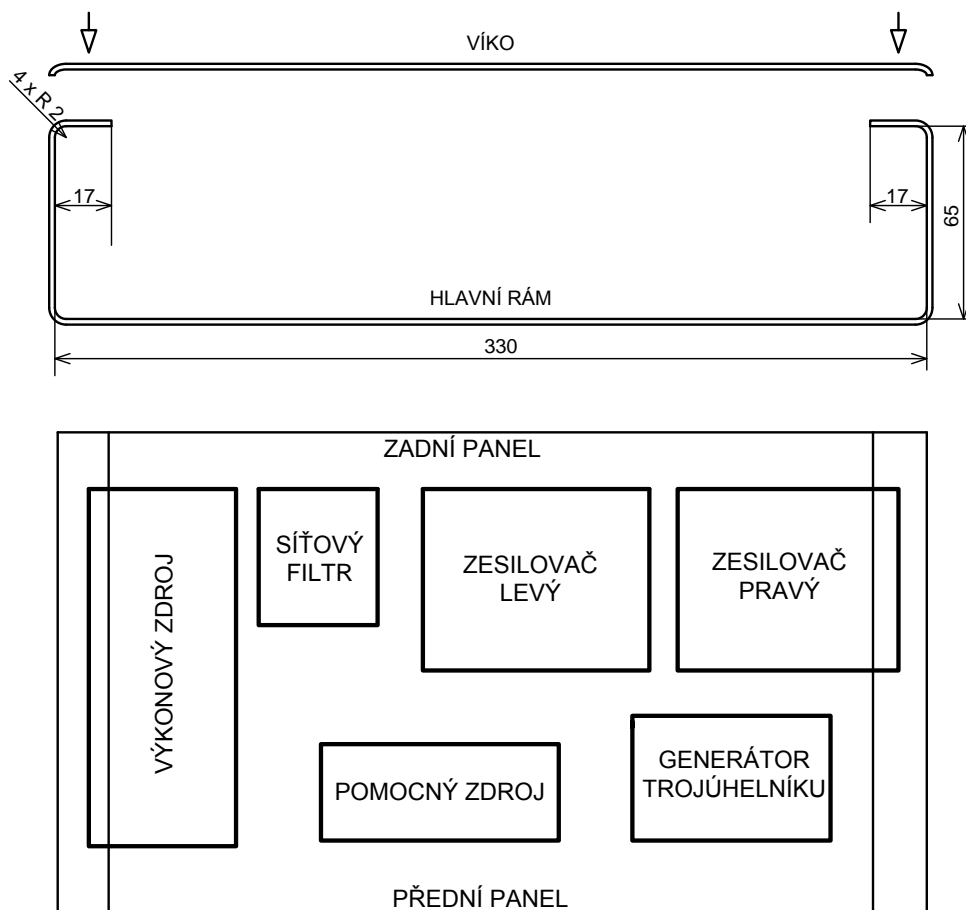 VÍKO
4 x R 2
17
17
65
HLAVNÍ RÁM
330
ZADNÍ PANEL
VÝKONOVÝ ZDROJ
SÍŤOVÝ
FILTR
ZESILOVAČ
LEVÝ
ZESILOVAČ
PRAVÝ
POMOCNÝ ZDROJ
GENERÁTOR
TROJÚHELNÍKU
PŘEDNÍ PANEL